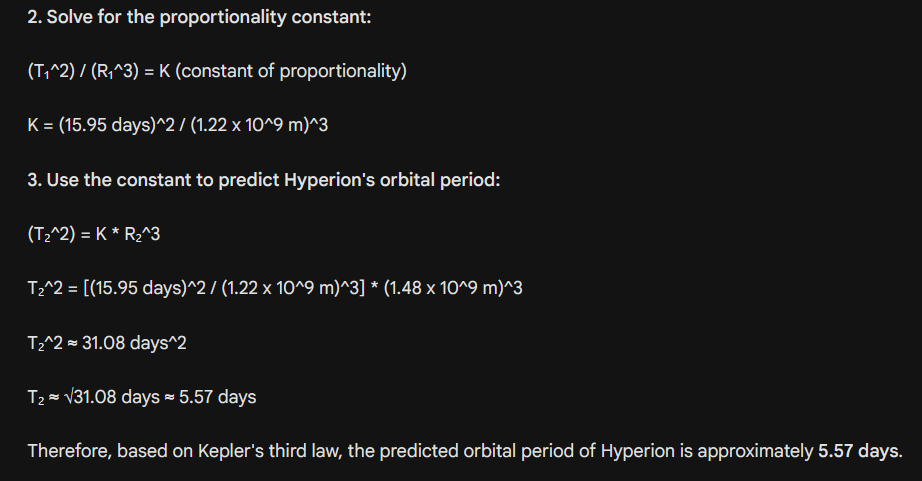 2. Solve for the proportionality constant:
(T₁^2) / (R₁^3) = K (constant of proportionality)
K = (15.95 days)^2 / (1.22 x 10^9 m)^3
3. Use the constant to predict Hyperion's orbital period:
(T₂^2) = K * R₂^3
T₂^2 = [(15.95 days)^2 / (1.22 x 10^9 m)^3] * (1.48 x 10^9 m)^3
T₂^2 ≈ 31.08 days^2
T₂ ≈ √31.08 days ≈ 5.57 days
Therefore, based on Kepler's third law, the predicted orbital period of Hyperion is approximately 5.57 days.